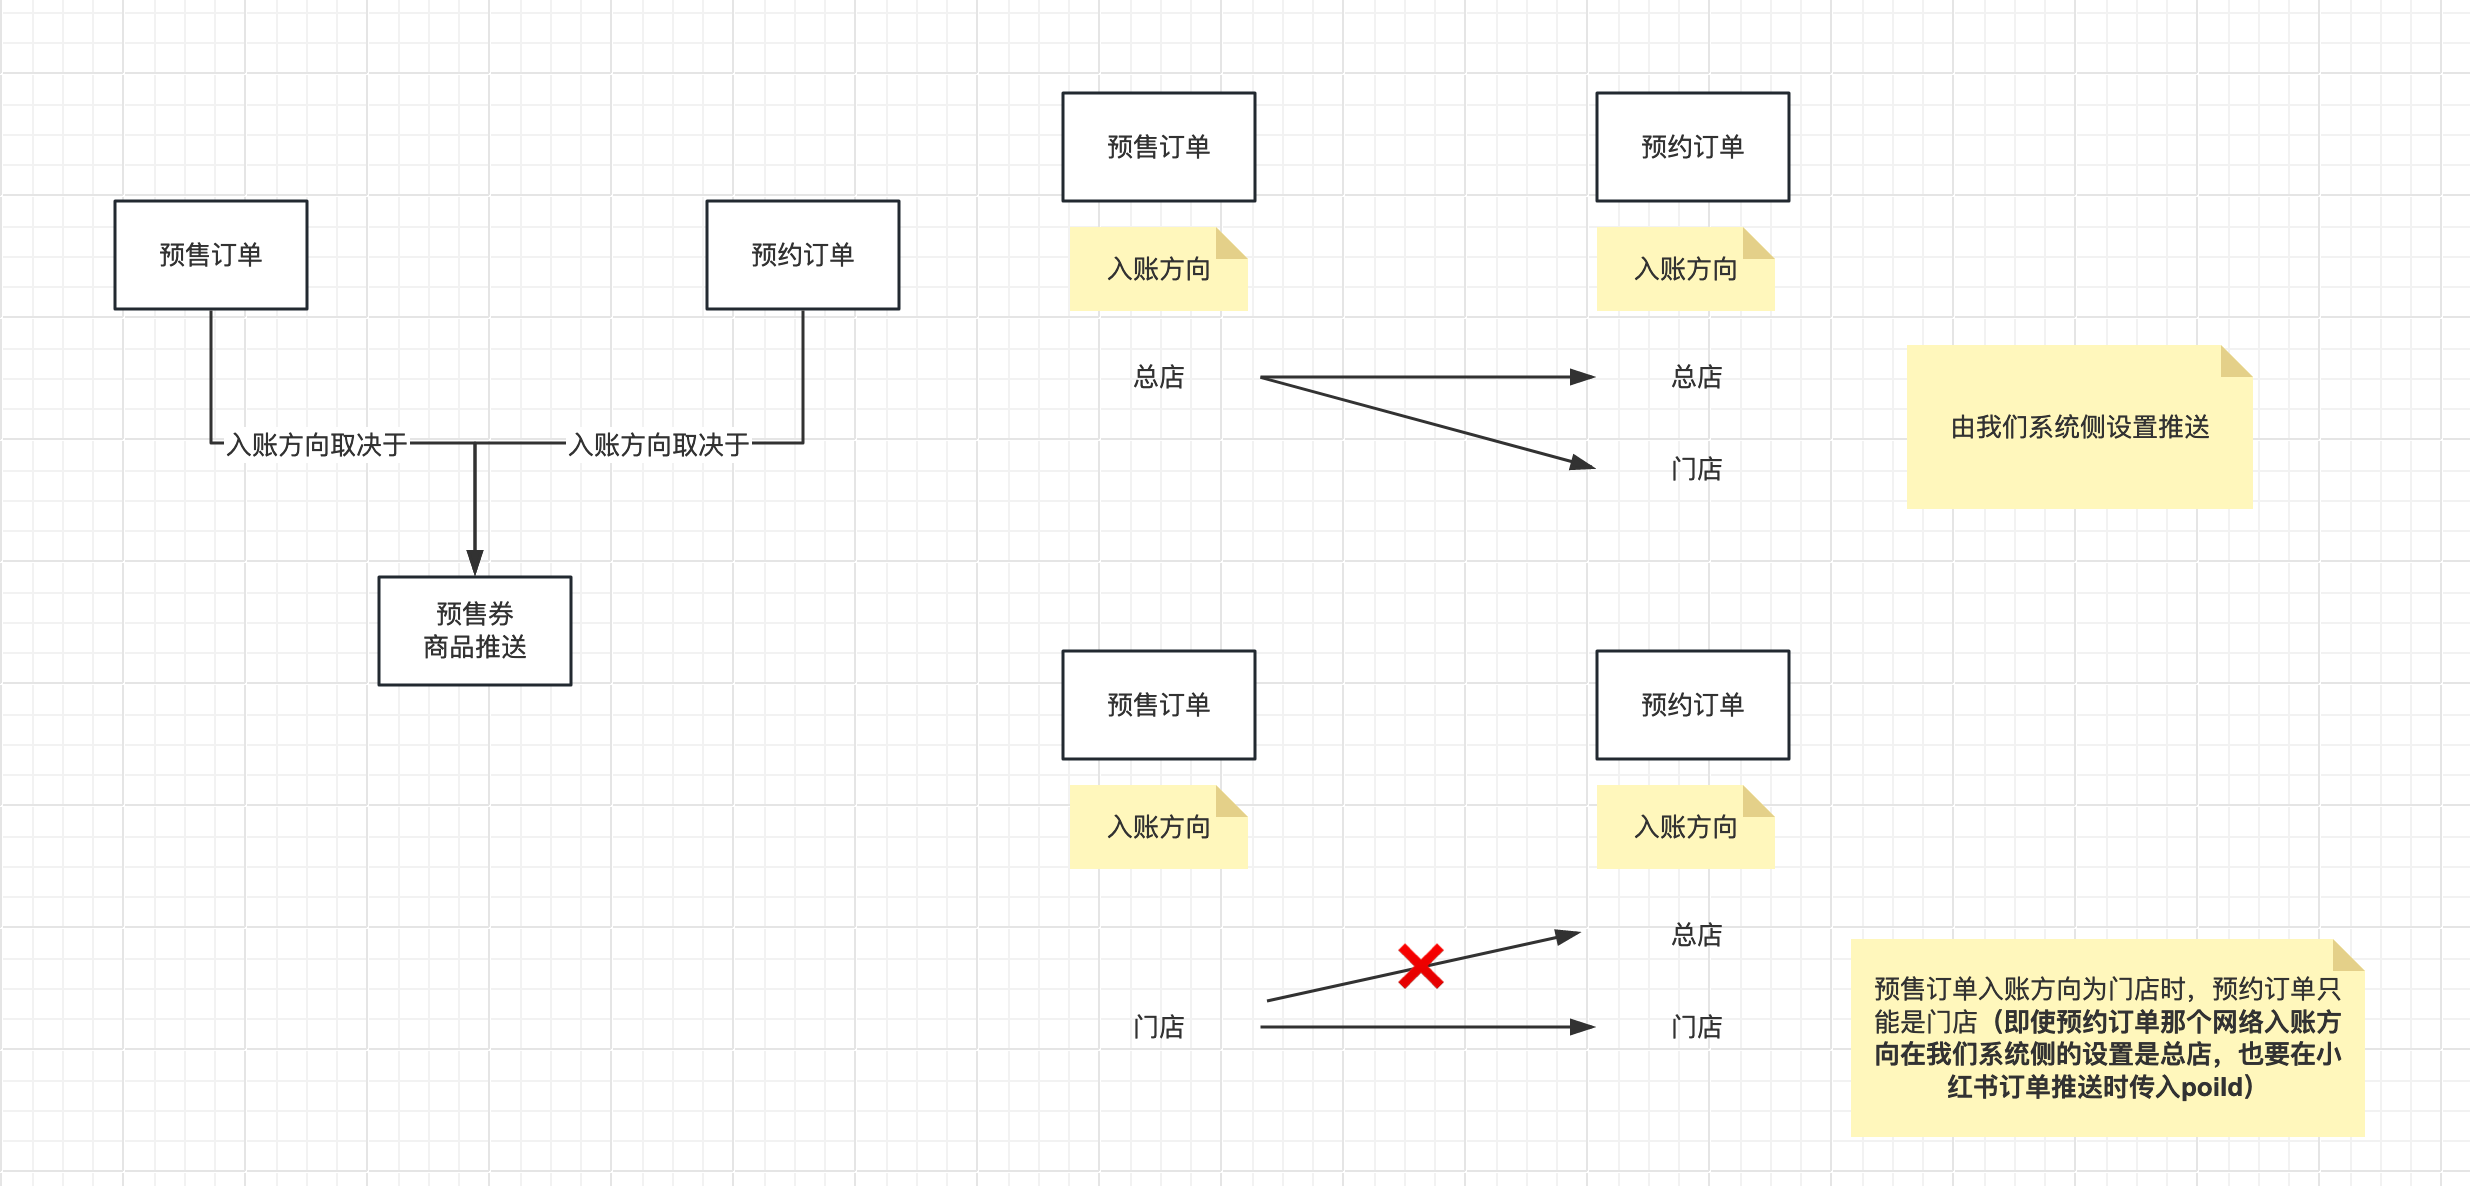 预售订单
预约订单
入账方向取决于
入账方向取决于
预售券
商品推送
预售订单
预约订单
入账方向
入账方向
总店
总店
门店
由我们系统侧设置推送
预售订单
预约订单
入账方向
入账方向
总店
门店
门店
预售订单入账方向为门店时，预约订单只
能是门店（即使预约订单那个网络入账方
向在我们系统侧的设置是总店，也要在小
红书订单推送时传入poiId）